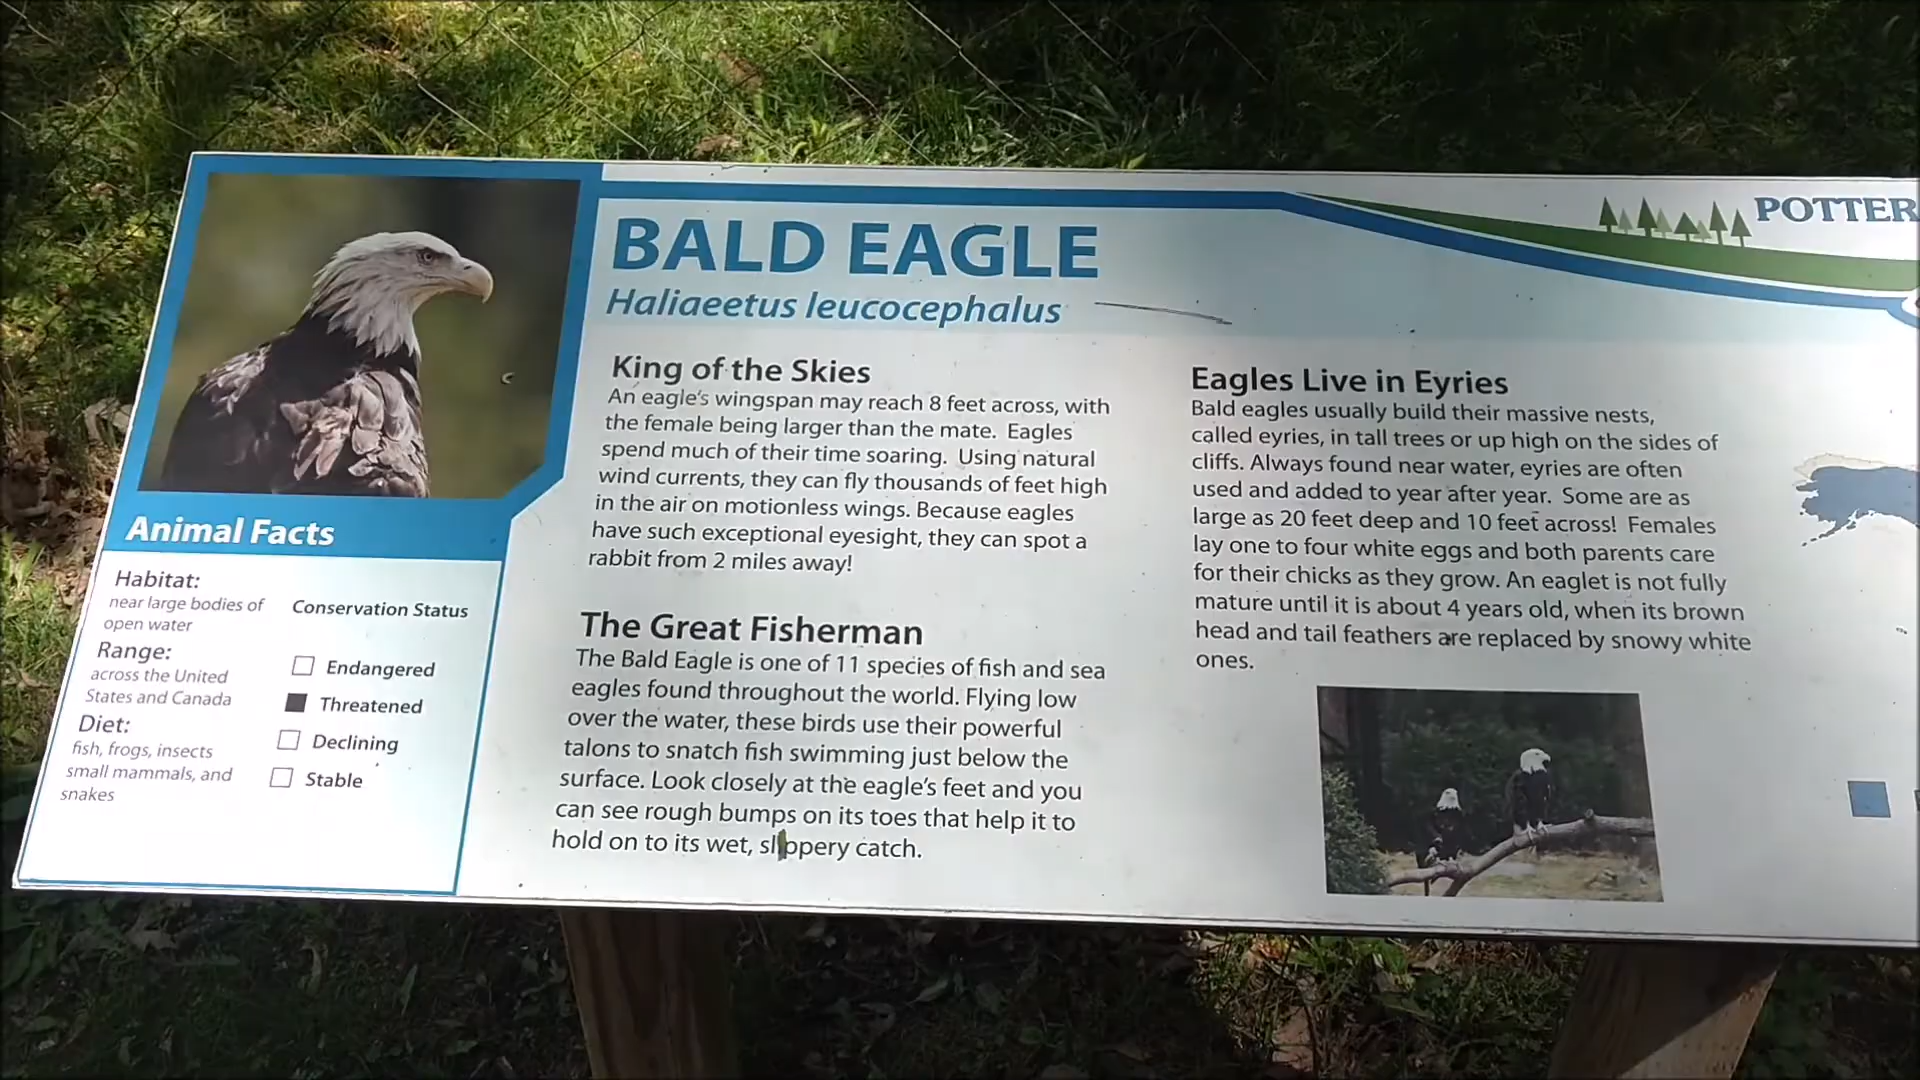 POTTER
BALD EAGLE
Haliaeetus leucocephalus
King of the Skies
An eagle's wingspan may reach 8 feet across, with
the female being larger than the mate. Eagles
spend much of their time soaring. Using natural
wind currents, they can fly thousands of feet high
in the air on motionless wings. Because eagles
have such exceptional eyesight, they can spot a
rabbit from 2 miles away!
The Great Fisherman
The Bald Eagle is one of 11 species of fish and sea
eagles found throughout the world. Flying low
over the water, these birds use their powerful
talons to snatch fish swimming just below the
surface. Look closely at the eagle's feet and you
can see rough bumps on its toes that help it to
hold on to its wet, slippery catch.
Eagles Live in Eyries
Bald eagles usually build their massive nests,
called eyries, in tall trees or up high on the sides of
cliffs. Always found near water, eyries are often
used and added to year after year. Some are as
large as 20 feet deep and 10 feet across! Females
lay one to four white eggs and both parents care
for their chicks as they grow. An eaglet is not fully
mature until it is about 4 years old, when its brown
head and tail feathers are replaced by snowy white
ones.
Animal Facts
Habitat:
near large bodies of
open water
Range:
across the United
States and Canada
Diet:
fish, frogs, insects
small mammals, and
snakes
Conservation Status
Endangered
Threatened
Declining
Stable